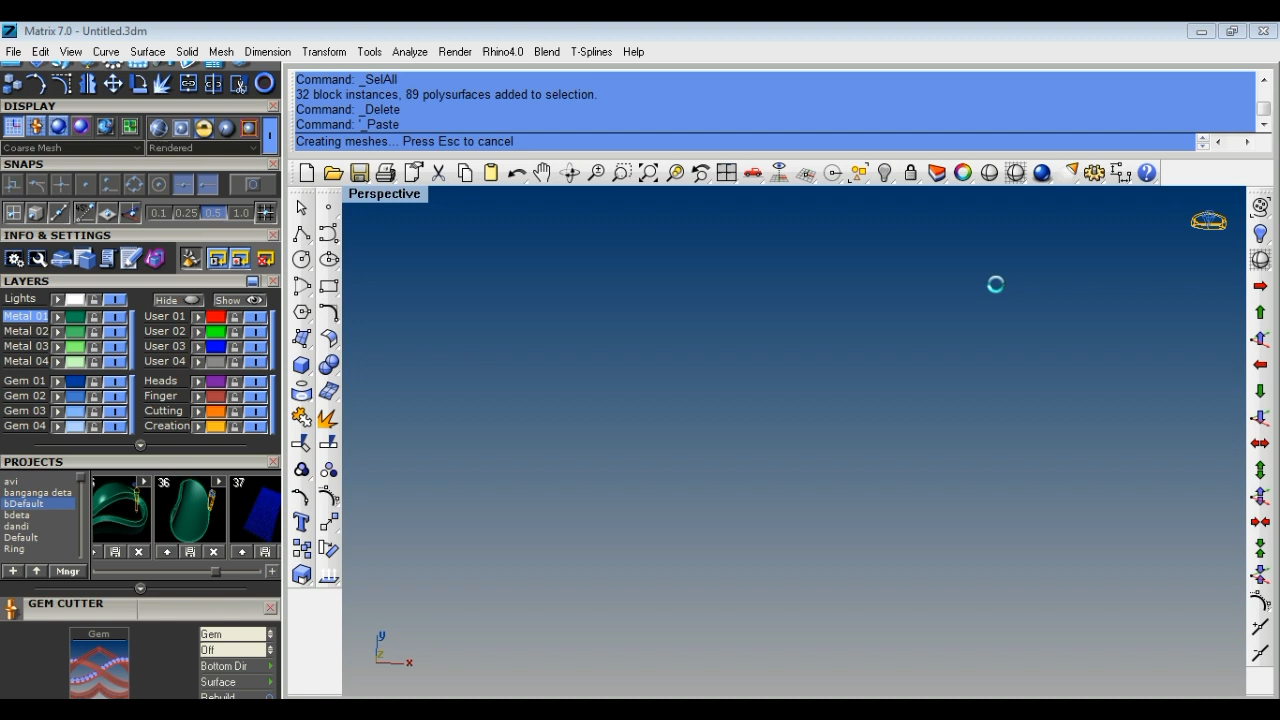 Matrix 7.0 - Untitled.3dm
File Edit View Curve Surface Solid Mesh Dimension Transform Tools Analyze Render Rhino4.0 Blend T-Splines Help
Command: _SelAll
32 block instances, 89 polysurfaces added to selection.
Command: _Delete
Command: '_Paste
Creating meshes... Press Esc to cancel
DISPLAY
Coarse Mesh Rendered
SNAPS
0.1 0.25 0.5 1.0
INFO & SETTINGS
LAYERS
Lights Hide Show
Metal 01 User 01
Metal 02 User 02
Metal 03 User 03
Metal 04 User 04
Gem 01 Heads
Gem 02 Finger
Gem 03 Cutting
Gem 04 Creation
PROJECTS
avi
banganga deta
bDefault
bdeta
dandi
Default
Ring
36 37
+ Mngr +
GEM CUTTER
Gem Gem
Off
Bottom Dir
Surface
Rebuild
Perspective
y
z
x